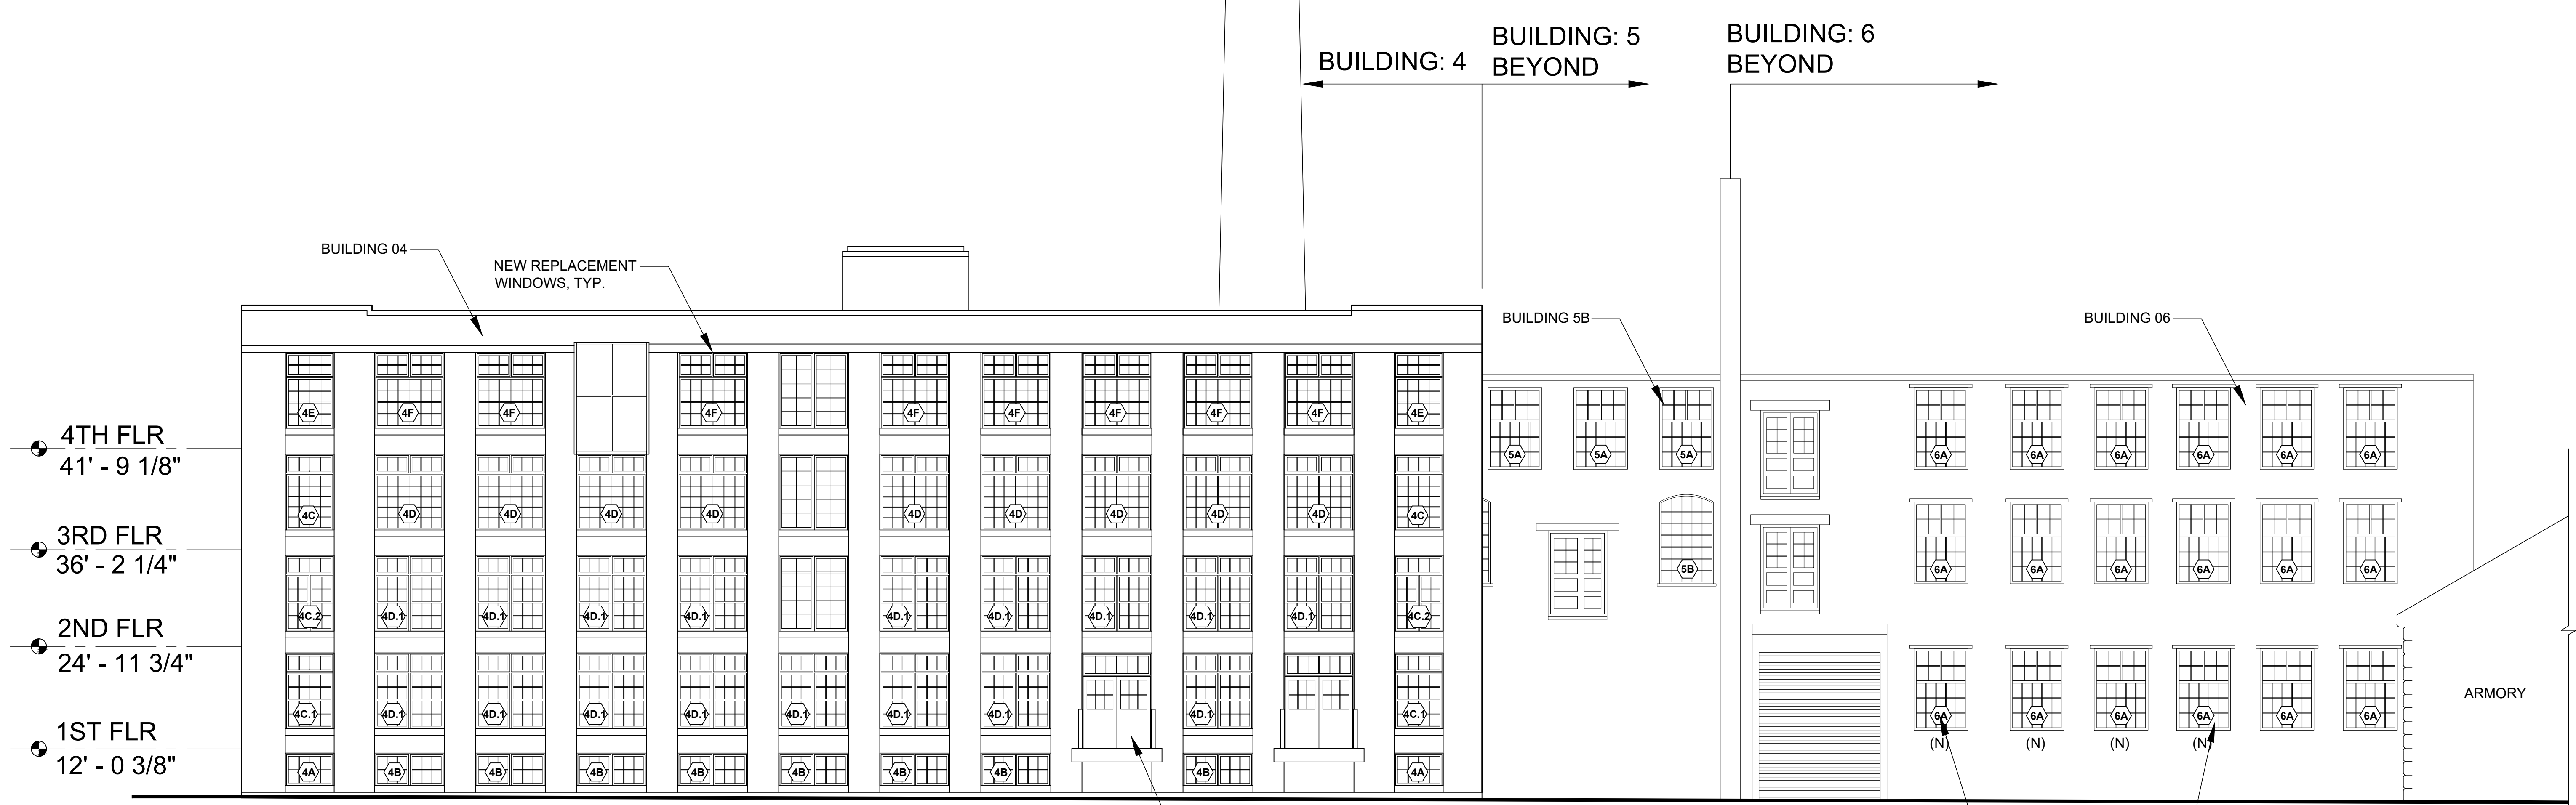 BUILDING: 4
BUILDING: 5
BEYOND
BUILDING: 6
BEYOND
BUILDING 04
NEW REPLACEMENT
WINDOWS, TYP.
BUILDING 5B
BUILDING 06
4E 4F 4F 4F 4F 4F 4F 4F 4F 4E
4TH FLR
41' - 9 1/8"
5A 5A 5A 6A 6A 6A 6A 6A 6A
4C 4D 4D 4D 4D 4D 4D 4D 4D 4D 4C
3RD FLR
36' - 2 1/4"
5B 6A 6A 6A 6A 6A 6A
4C.2 4D.1 4D.1 4D.1 4D.1 4D.1 4D.1 4D.1 4D.1 4D.1 4C.2
2ND FLR
24' - 11 3/4"
ARMORY
4C.1 4D.1 4D.1 4D.1 4D.1 4D.1 4D.1 4D.1 4D.1 4C.1 6A 6A 6A 6A 6A 6A
1ST FLR
12' - 0 3/8"
(N) (N) (N) (N)
4A 4B 4B 4B 4B 4B 4B 4B 4B 4A